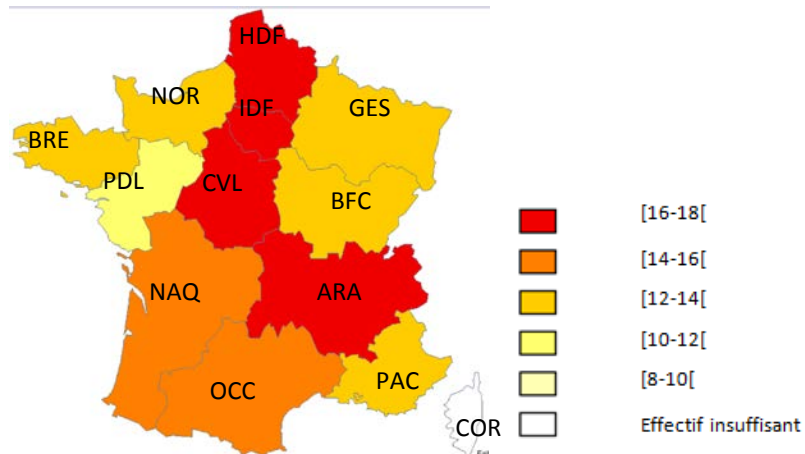 HDF
NOR
IDF
GES
BRE
PDL
CVL
BFC
NAQ
ARA
OCC
PAC
COR
[16-18[
[14-16[
[12-14[
[10-12[
[8-10[
Effectif insuffisant